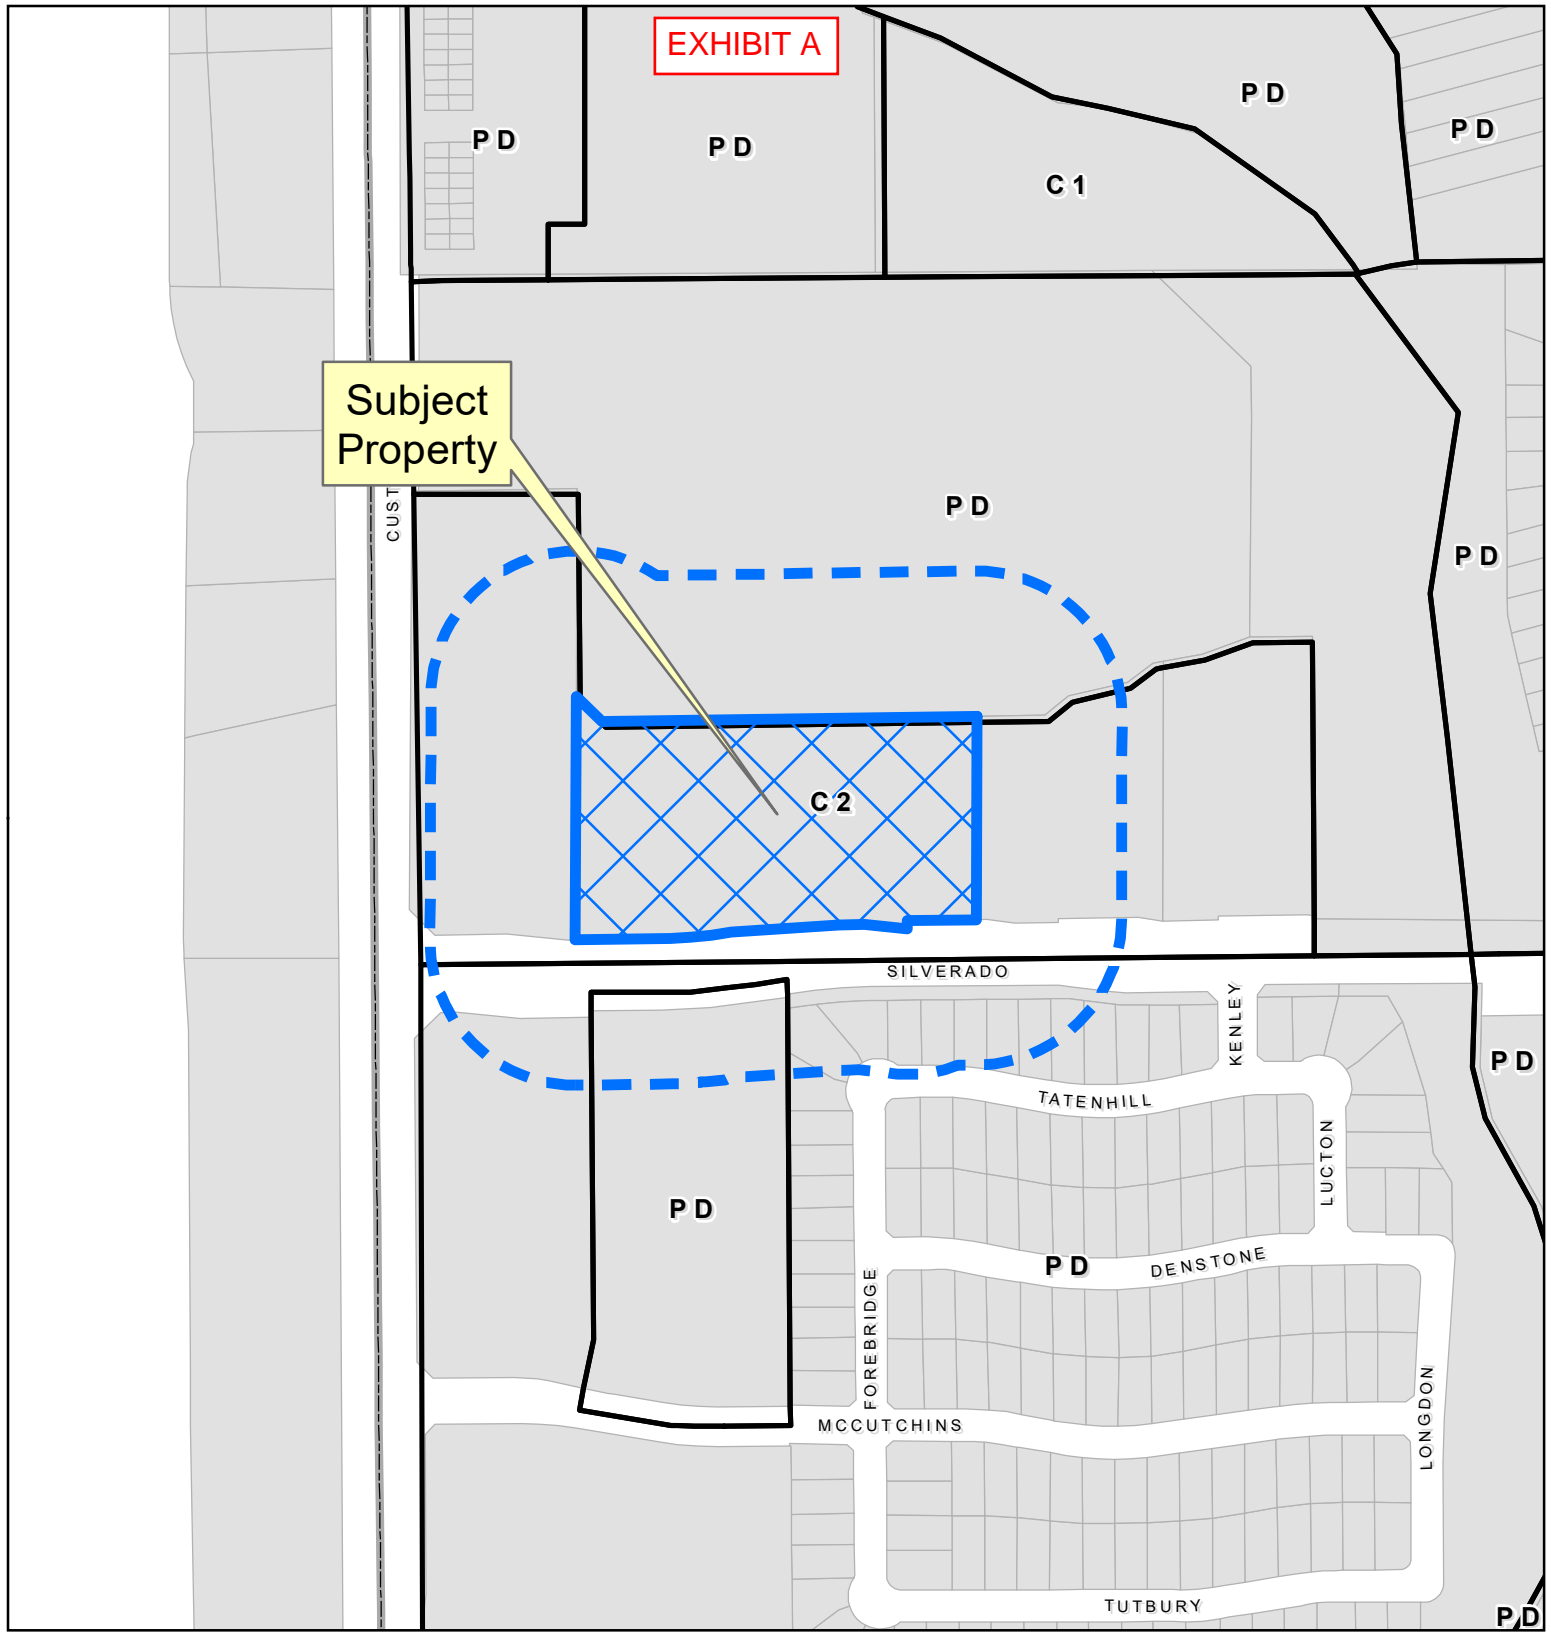 EXHIBIT A
P D
P D
P D
P D
C 1
Subject
Property
CUST
P D
P D
C 2
SILVERADO
KENLEY
P D
TATENHILL
LUCTON
P D
P D
DENSTONE
FOREBRIDGE
LONGDON
MCCUTCHINS
TUTBURY
P D